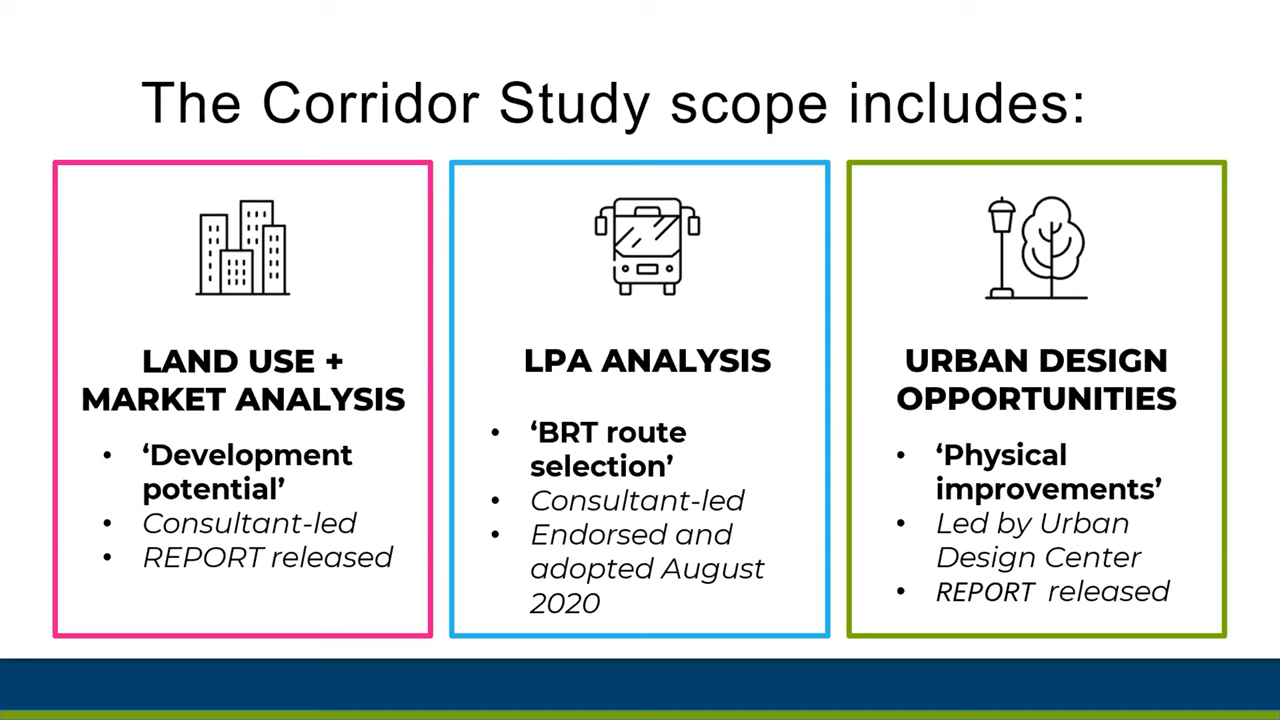 The Corridor Study scope includes:
LAND USE +
MARKET ANALYSIS
• ‘Development
potential’
• Consultant-led
• REPORT released
LPA ANALYSIS
• ‘BRT route
selection’
• Consultant-led
• Endorsed and
adopted August
2020
URBAN DESIGN
OPPORTUNITIES
• ‘Physical
improvements’
• Led by Urban
Design Center
• REPORT released